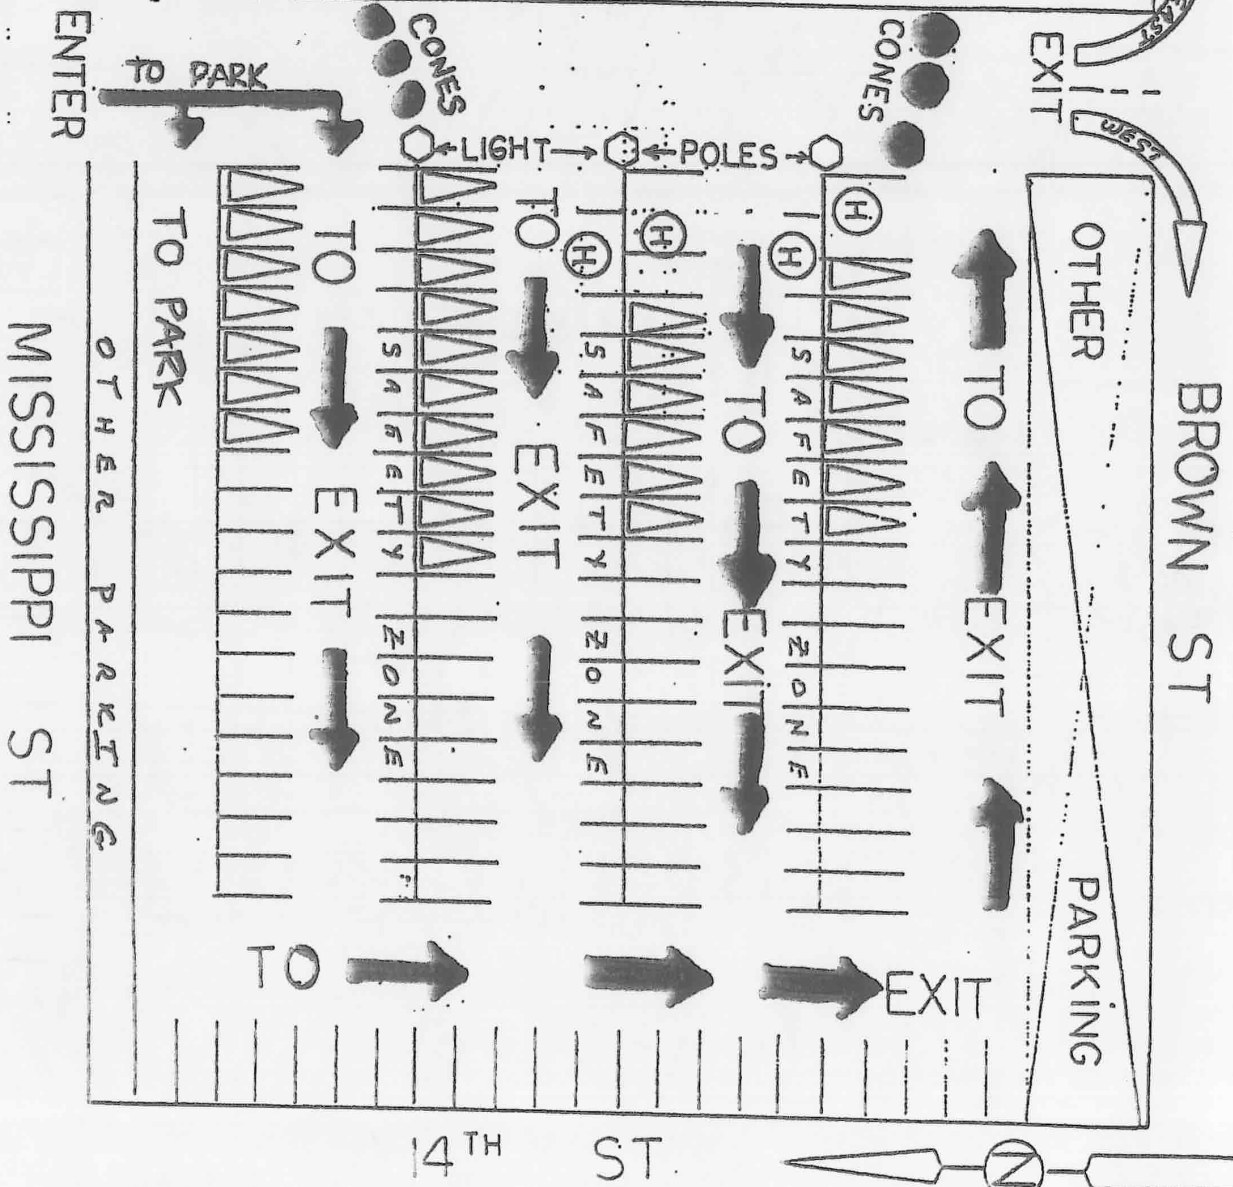 EAST
WEST
EXIT
CONES
CONES
ENTER
TO PARK
LIGHT
POLES
H
H
H
H
TO PARK
TO EXIT
TO EXIT
TO EXIT
TO EXIT
SAFETY ZONE
SAFETY ZONE
SAFETY ZONE
OTHER PARKING
OTHER PARKING
BROWN ST
MISSISSIPPI ST
TO EXIT
14TH ST.
N